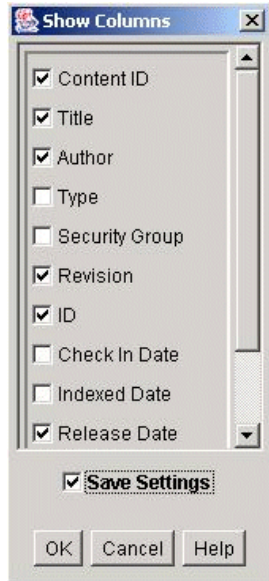 Show Columns
Content ID
Title
Author
Type
Security Group
Revision
ID
Check In Date
Indexed Date
Release Date
Save Settings
OK Cancel Help